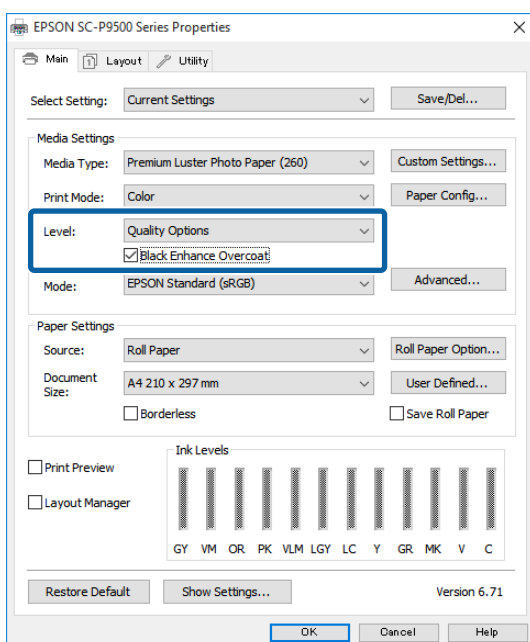 EPSON SC-P9500 Series Properties
Main Layout Utility
Select Setting: Current Settings Save/Del...
Media Settings
Media Type: Premium Luster Photo Paper (260) Custom Settings...
Print Mode: Color Paper Config...
Level: Quality Options
Black Enhance Overcoat
Mode: EPSON Standard (sRGB) Advanced...
Paper Settings
Source: Roll Paper Roll Paper Option...
Document Size: A4 210 x 297 mm User Defined...
Borderless Save Roll Paper
Ink Levels
Print Preview
Layout Manager
GY VM OR PK VLM LGY LC Y GR MK V C
Restore Default Show Settings... Version 6.71
OK Cancel Help